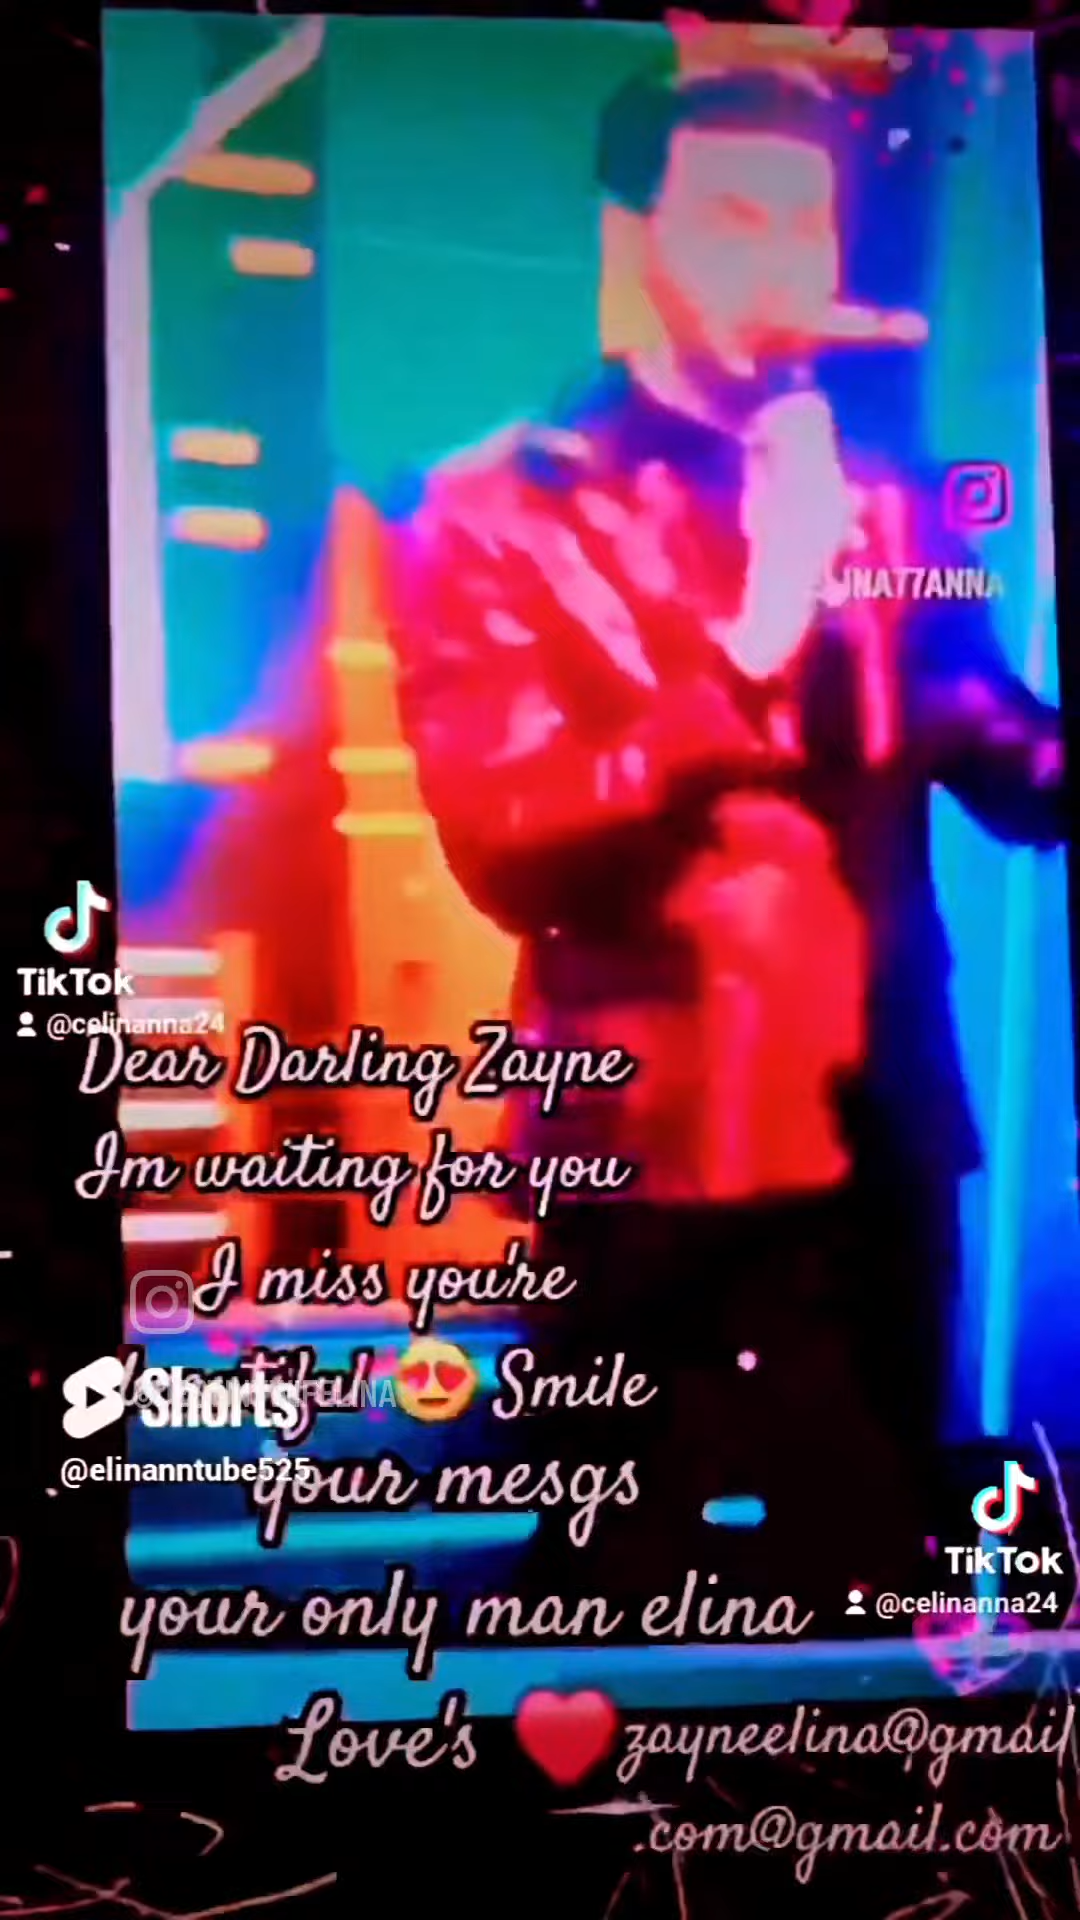 INA77ANNA
TikTok
@celinanna24
Dear Darling Zayne
Im waiting for you
I miss you're
Smile
Shorts
@elinanntube525
your mesgs
TikTok
your only man elina
@celinanna24
Love's ❤️ zayneelina@gmail
.com@gmail.com